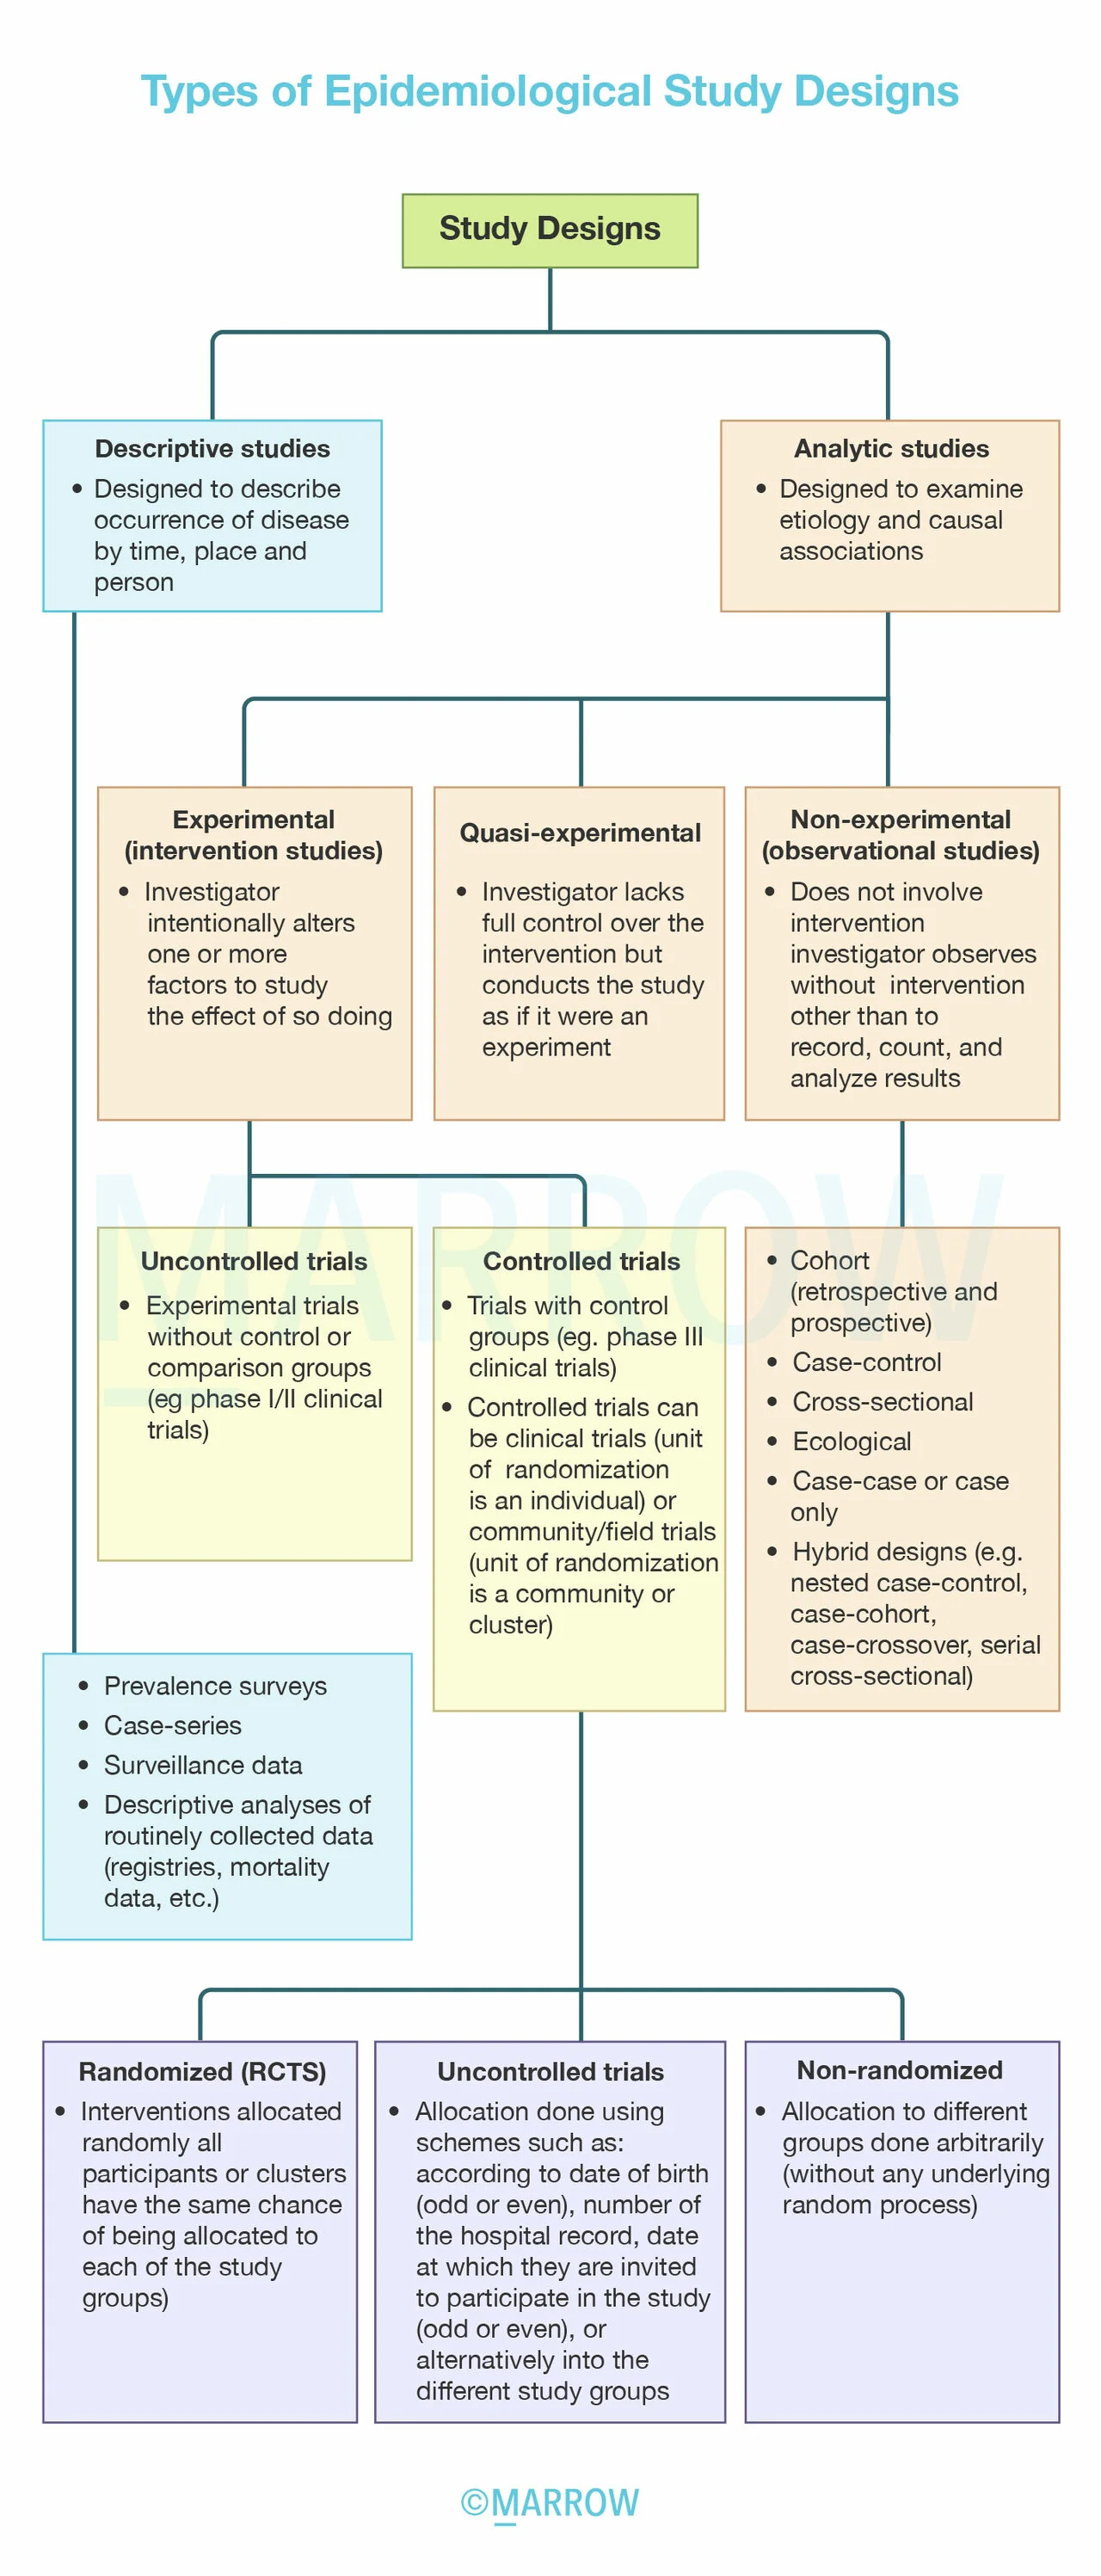 Types of Epidemiological Study Designs
Study Designs
Descriptive studies
• Designed to describe
occurrence of disease
by time, place and
person
Analytic studies
• Designed to examine
etiology and causal
associations
Experimental
(intervention studies)
• Investigator
intentionally alters
one or more
factors to study
the effect of so doing
Quasi-experimental
• Investigator lacks
full control over the
intervention but
conducts the study
as if it were an
experiment
Non-experimental
(observational studies)
• Does not involve
intervention
investigator observes
without intervention
other than to
record, count, and
analyze results
MARROW
Uncontrolled trials
• Experimental trials
without control or
comparison groups
(eg phase I/II clinical
trials)
Controlled trials
• Trials with control
groups (eg. phase III
clinical trials)
• Controlled trials can
be clinical trials (unit
of randomization
is an individual) or
community/field trials
(unit of randomization
is a community or
cluster)
• Cohort
(retrospective and
prospective)
• Case-control
• Cross-sectional
• Ecological
• Case-case or case
only
• Hybrid designs (e.g.
nested case-control,
case-cohort,
case-crossover, serial
cross-sectional)
• Prevalence surveys
• Case-series
• Surveillance data
• Descriptive analyses of
routinely collected data
(registries, mortality
data, etc.)
Randomized (RCTS)
• Interventions allocated
randomly all
participants or clusters
have the same chance
of being allocated to
each of the study
groups)
Uncontrolled trials
• Allocation done using
schemes such as:
according to date of birth
(odd or even), number of
the hospital record, date
at which they are invited
to participate in the study
(odd or even), or
alternatively into the
different study groups
Non-randomized
• Allocation to different
groups done arbitrarily
(without any underlying
random process)
©MARROW